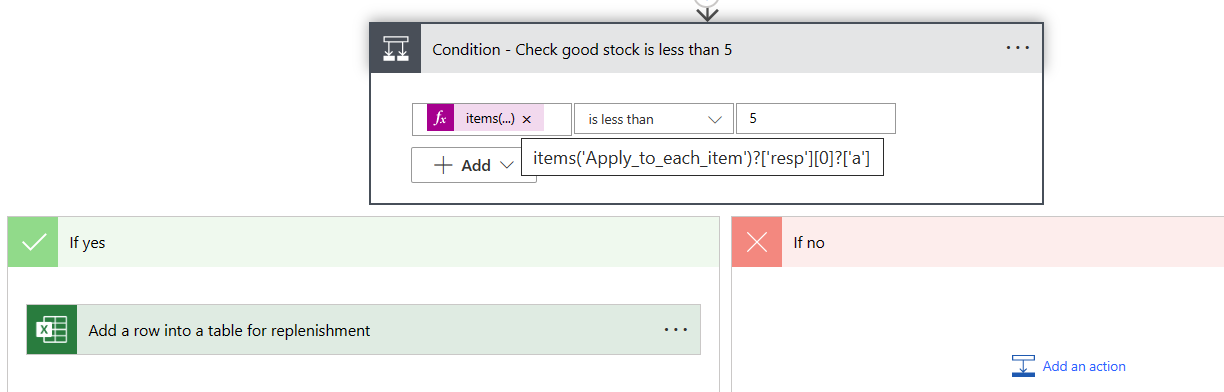 Condition - Check good stock is less than 5
fx items(...) × is less than 5
items('Apply_to_each_item')?['resp'][0]?['a']
Add
If yes
If no
Add a row into a table for replenishment
Add an action